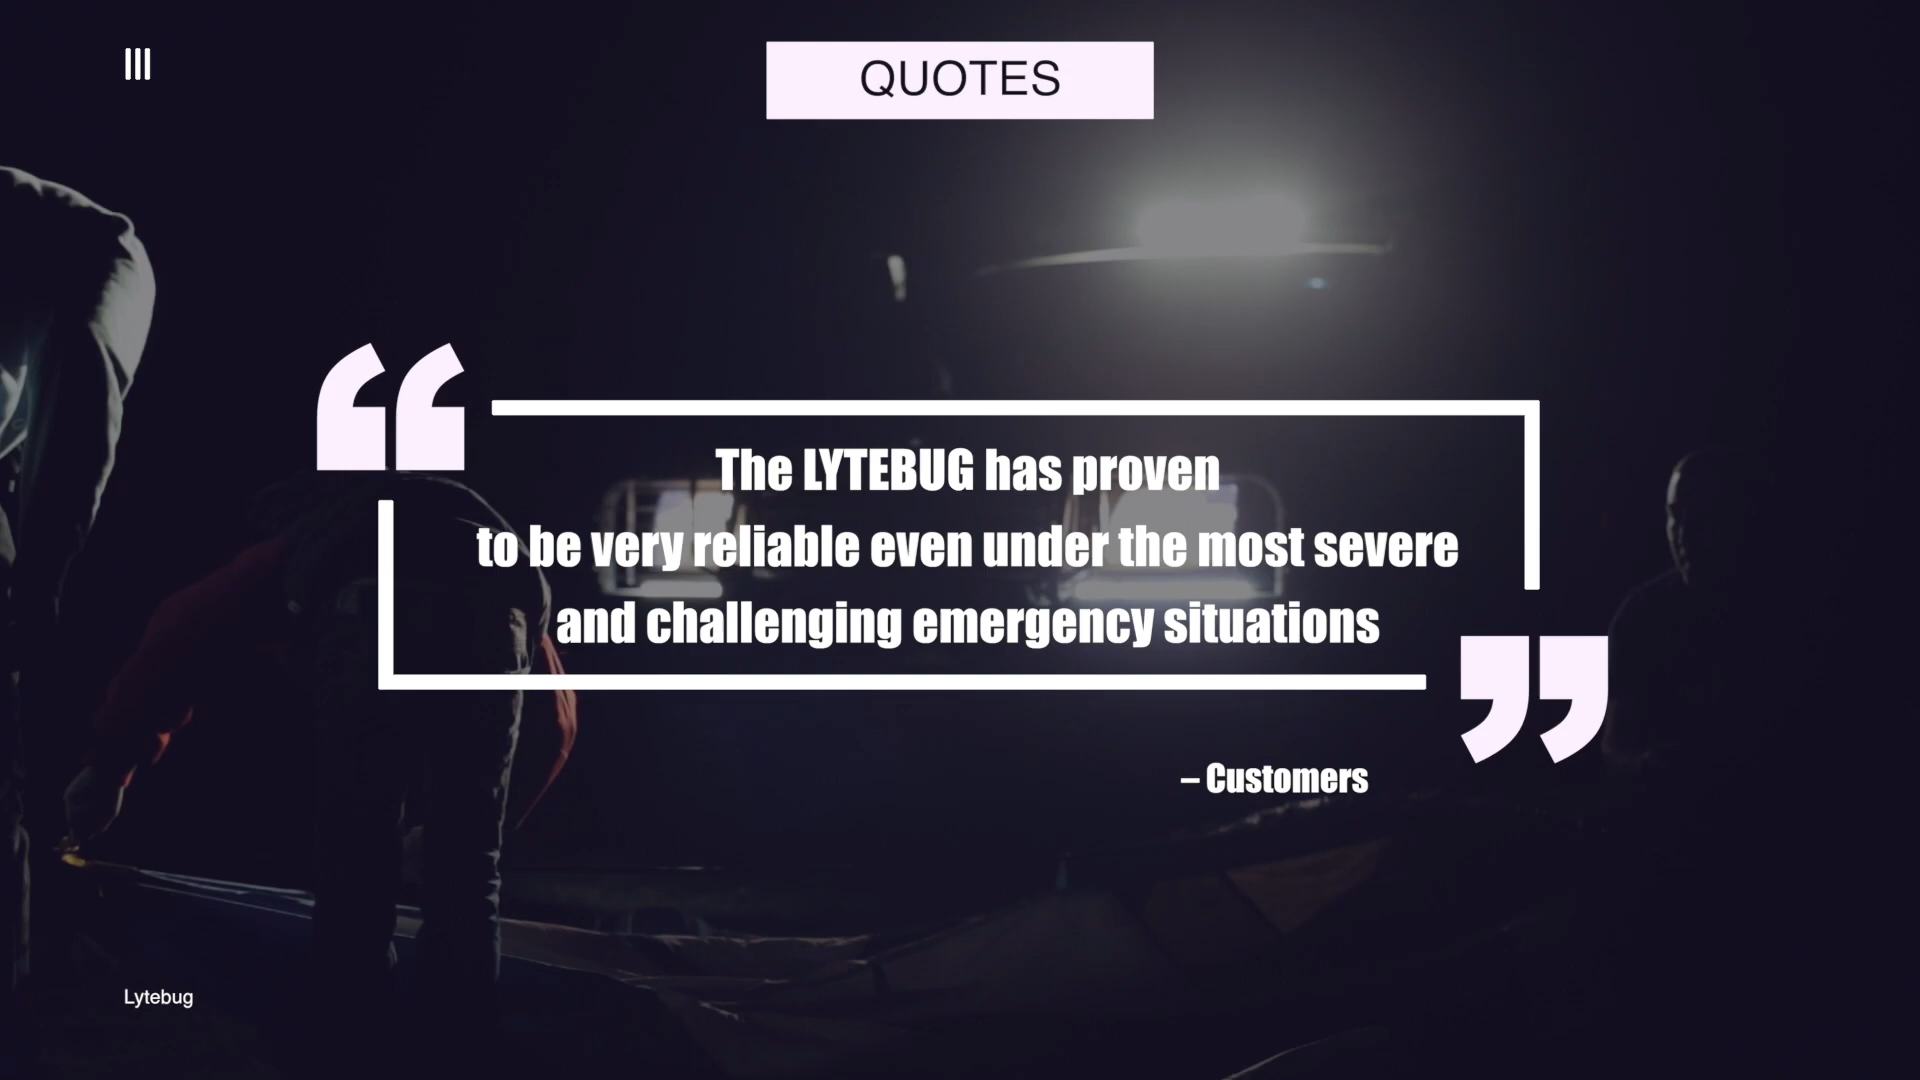 QUOTES
“
The LYTEBUG has proven
to be very reliable even under the most severe
and challenging emergency situations
”
– Customers
Lytebug